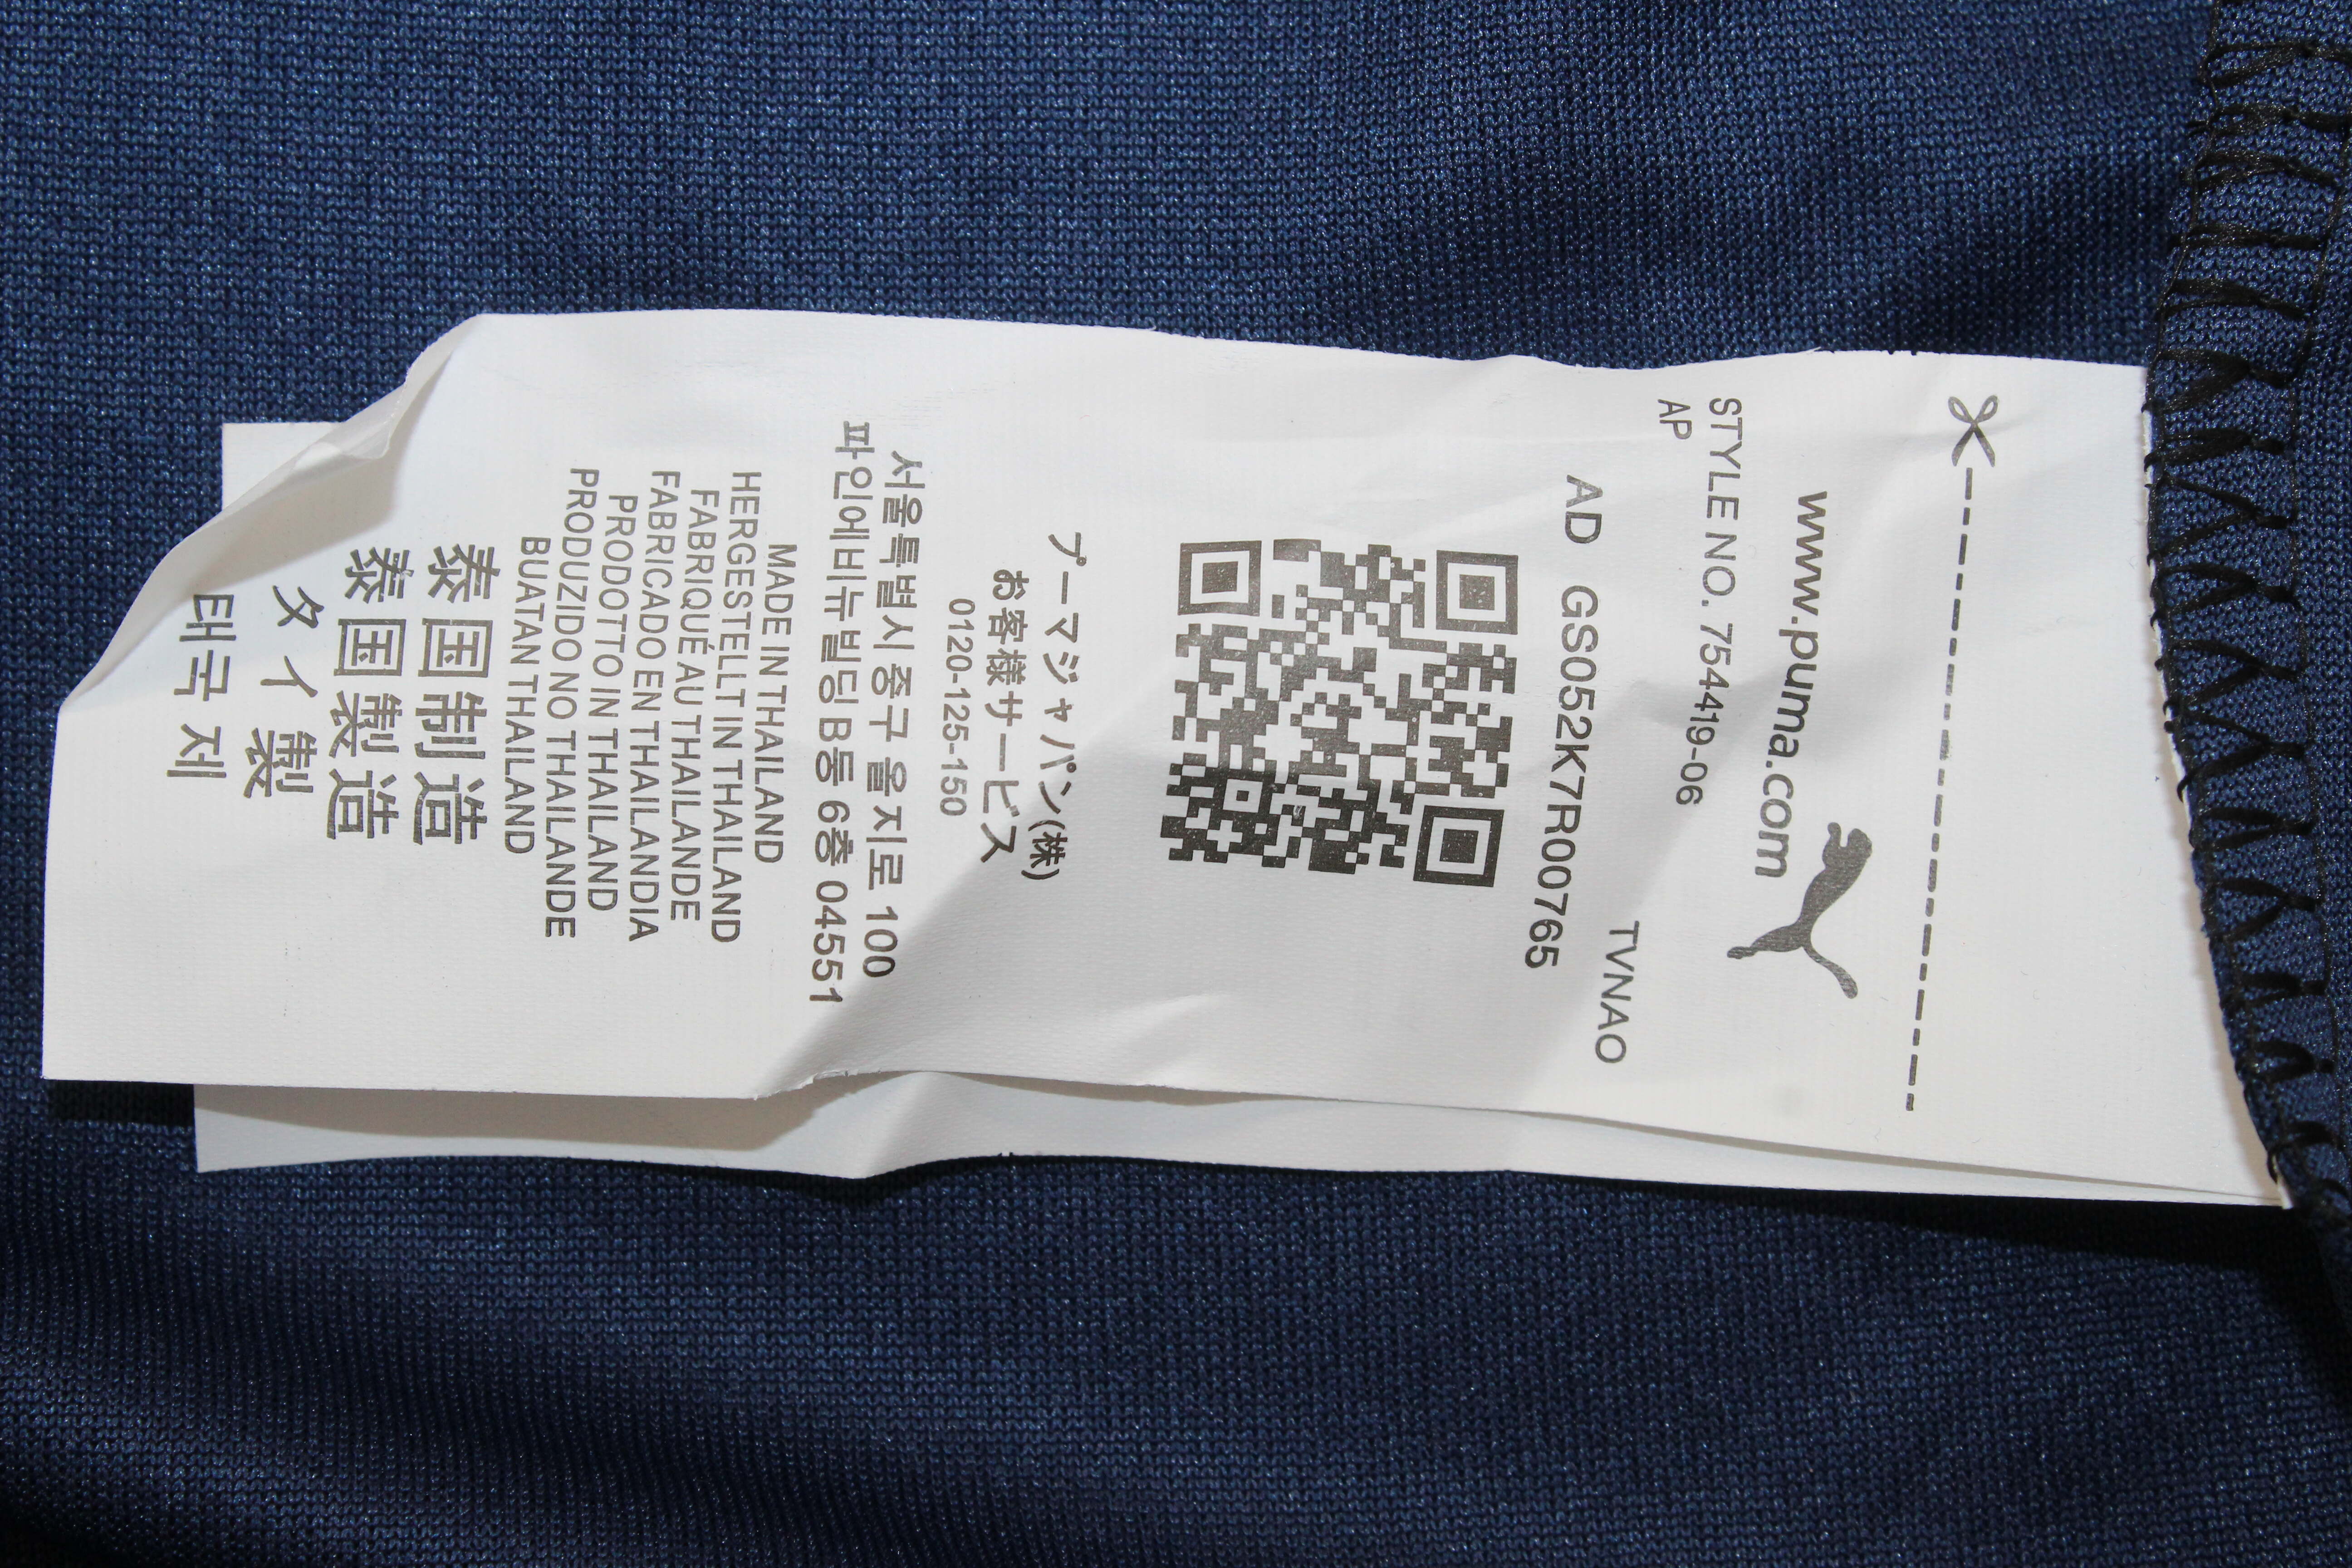 www.puma.com
STYLE NO. 754419-06
AP
TVNAO
AD GS052K7R00765
プーマジャパン(株)
お客様サービス
0120-125-150
서울특별시 중구 을지로 100
파인에비뉴빌딩 B동 6층 04551
MADE IN THAILAND
HERGESTELLT IN THAILAND
FABRIQUÉ AU THAILANDE
FABRICADO EN THAILANDIA
PRODOTTO IN THAILAND
PRODUZIDO NO THAILANDE
BUATAN THAILAND
泰国制造
泰国製造
タイ製
태국제